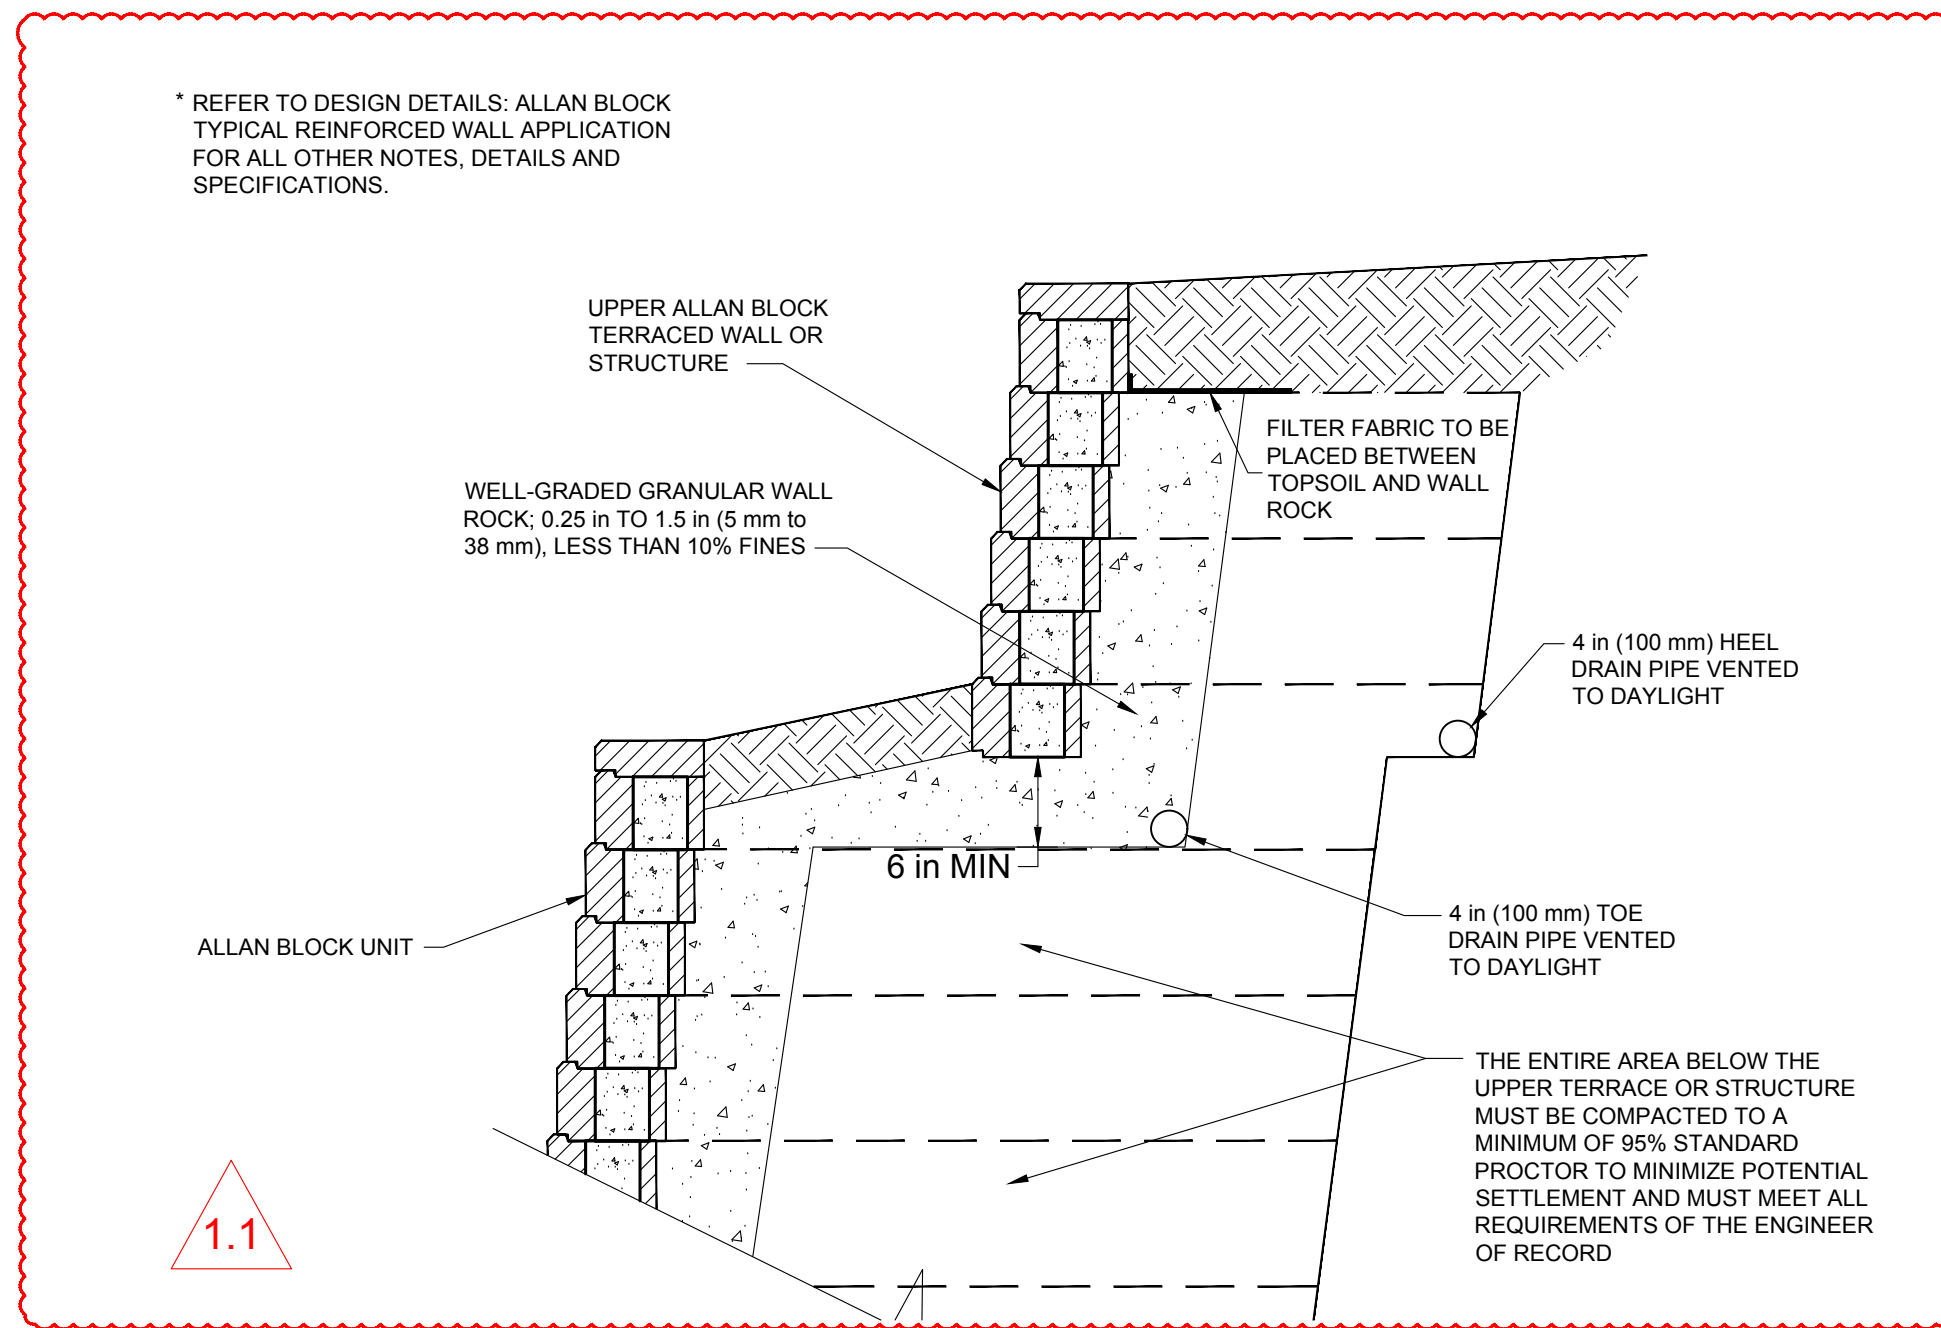 * REFER TO DESIGN DETAILS: ALLAN BLOCK
TYPICAL REINFORCED WALL APPLICATION
FOR ALL OTHER NOTES, DETAILS AND
SPECIFICATIONS.
UPPER ALLAN BLOCK
TERRACED WALL OR
STRUCTURE
FILTER FABRIC TO BE
PLACED BETWEEN
TOPSOIL AND WALL
ROCK
WELL-GRADED GRANULAR WALL
ROCK; 0.25 in TO 1.5 in (5 mm to
38 mm), LESS THAN 10% FINES
4 in (100 mm) HEEL
DRAIN PIPE VENTED
TO DAYLIGHT
6 in MIN
ALLAN BLOCK UNIT
4 in (100 mm) TOE
DRAIN PIPE VENTED
TO DAYLIGHT
THE ENTIRE AREA BELOW THE
UPPER TERRACE OR STRUCTURE
MUST BE COMPACTED TO A
MINIMUM OF 95% STANDARD
PROCTOR TO MINIMIZE POTENTIAL
SETTLEMENT AND MUST MEET ALL
REQUIREMENTS OF THE ENGINEER
OF RECORD
1.1